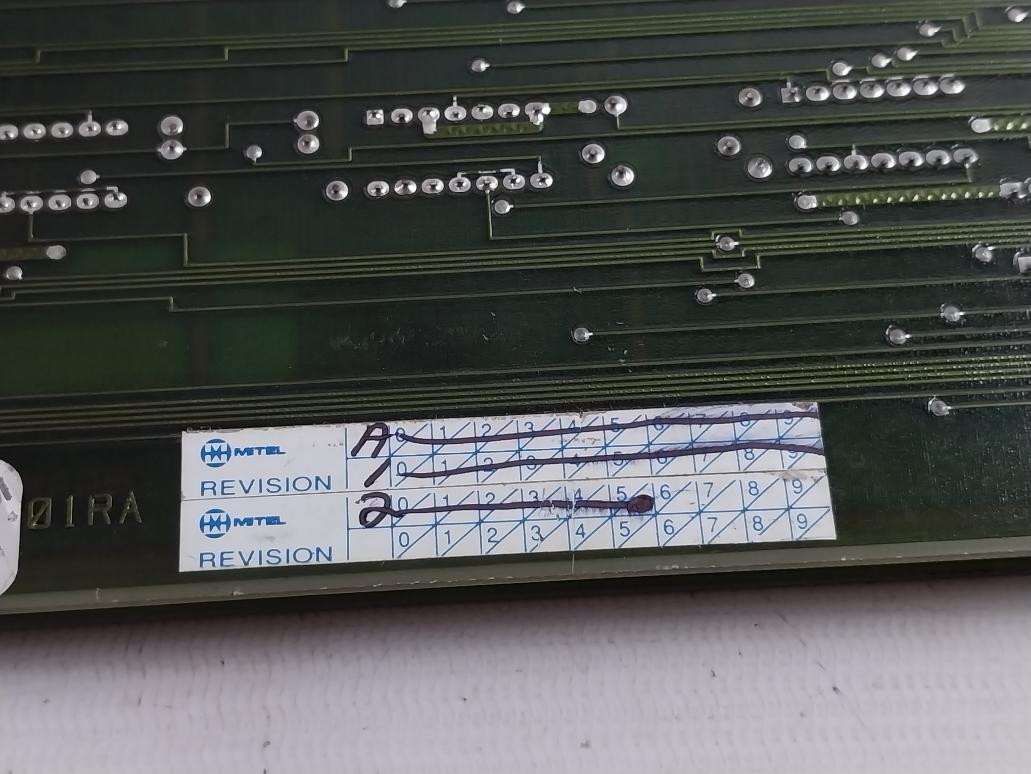 A 0 1 2 3 4 5 6 7 8 9
MITEL
1 0 1 2 3 4 5 6 7 8 9
REVISION
2 0 1 2 3 4 5 6 7 8 9
01RA
MITEL
0 1 2 3 4 5 6 7 8 9
REVISION